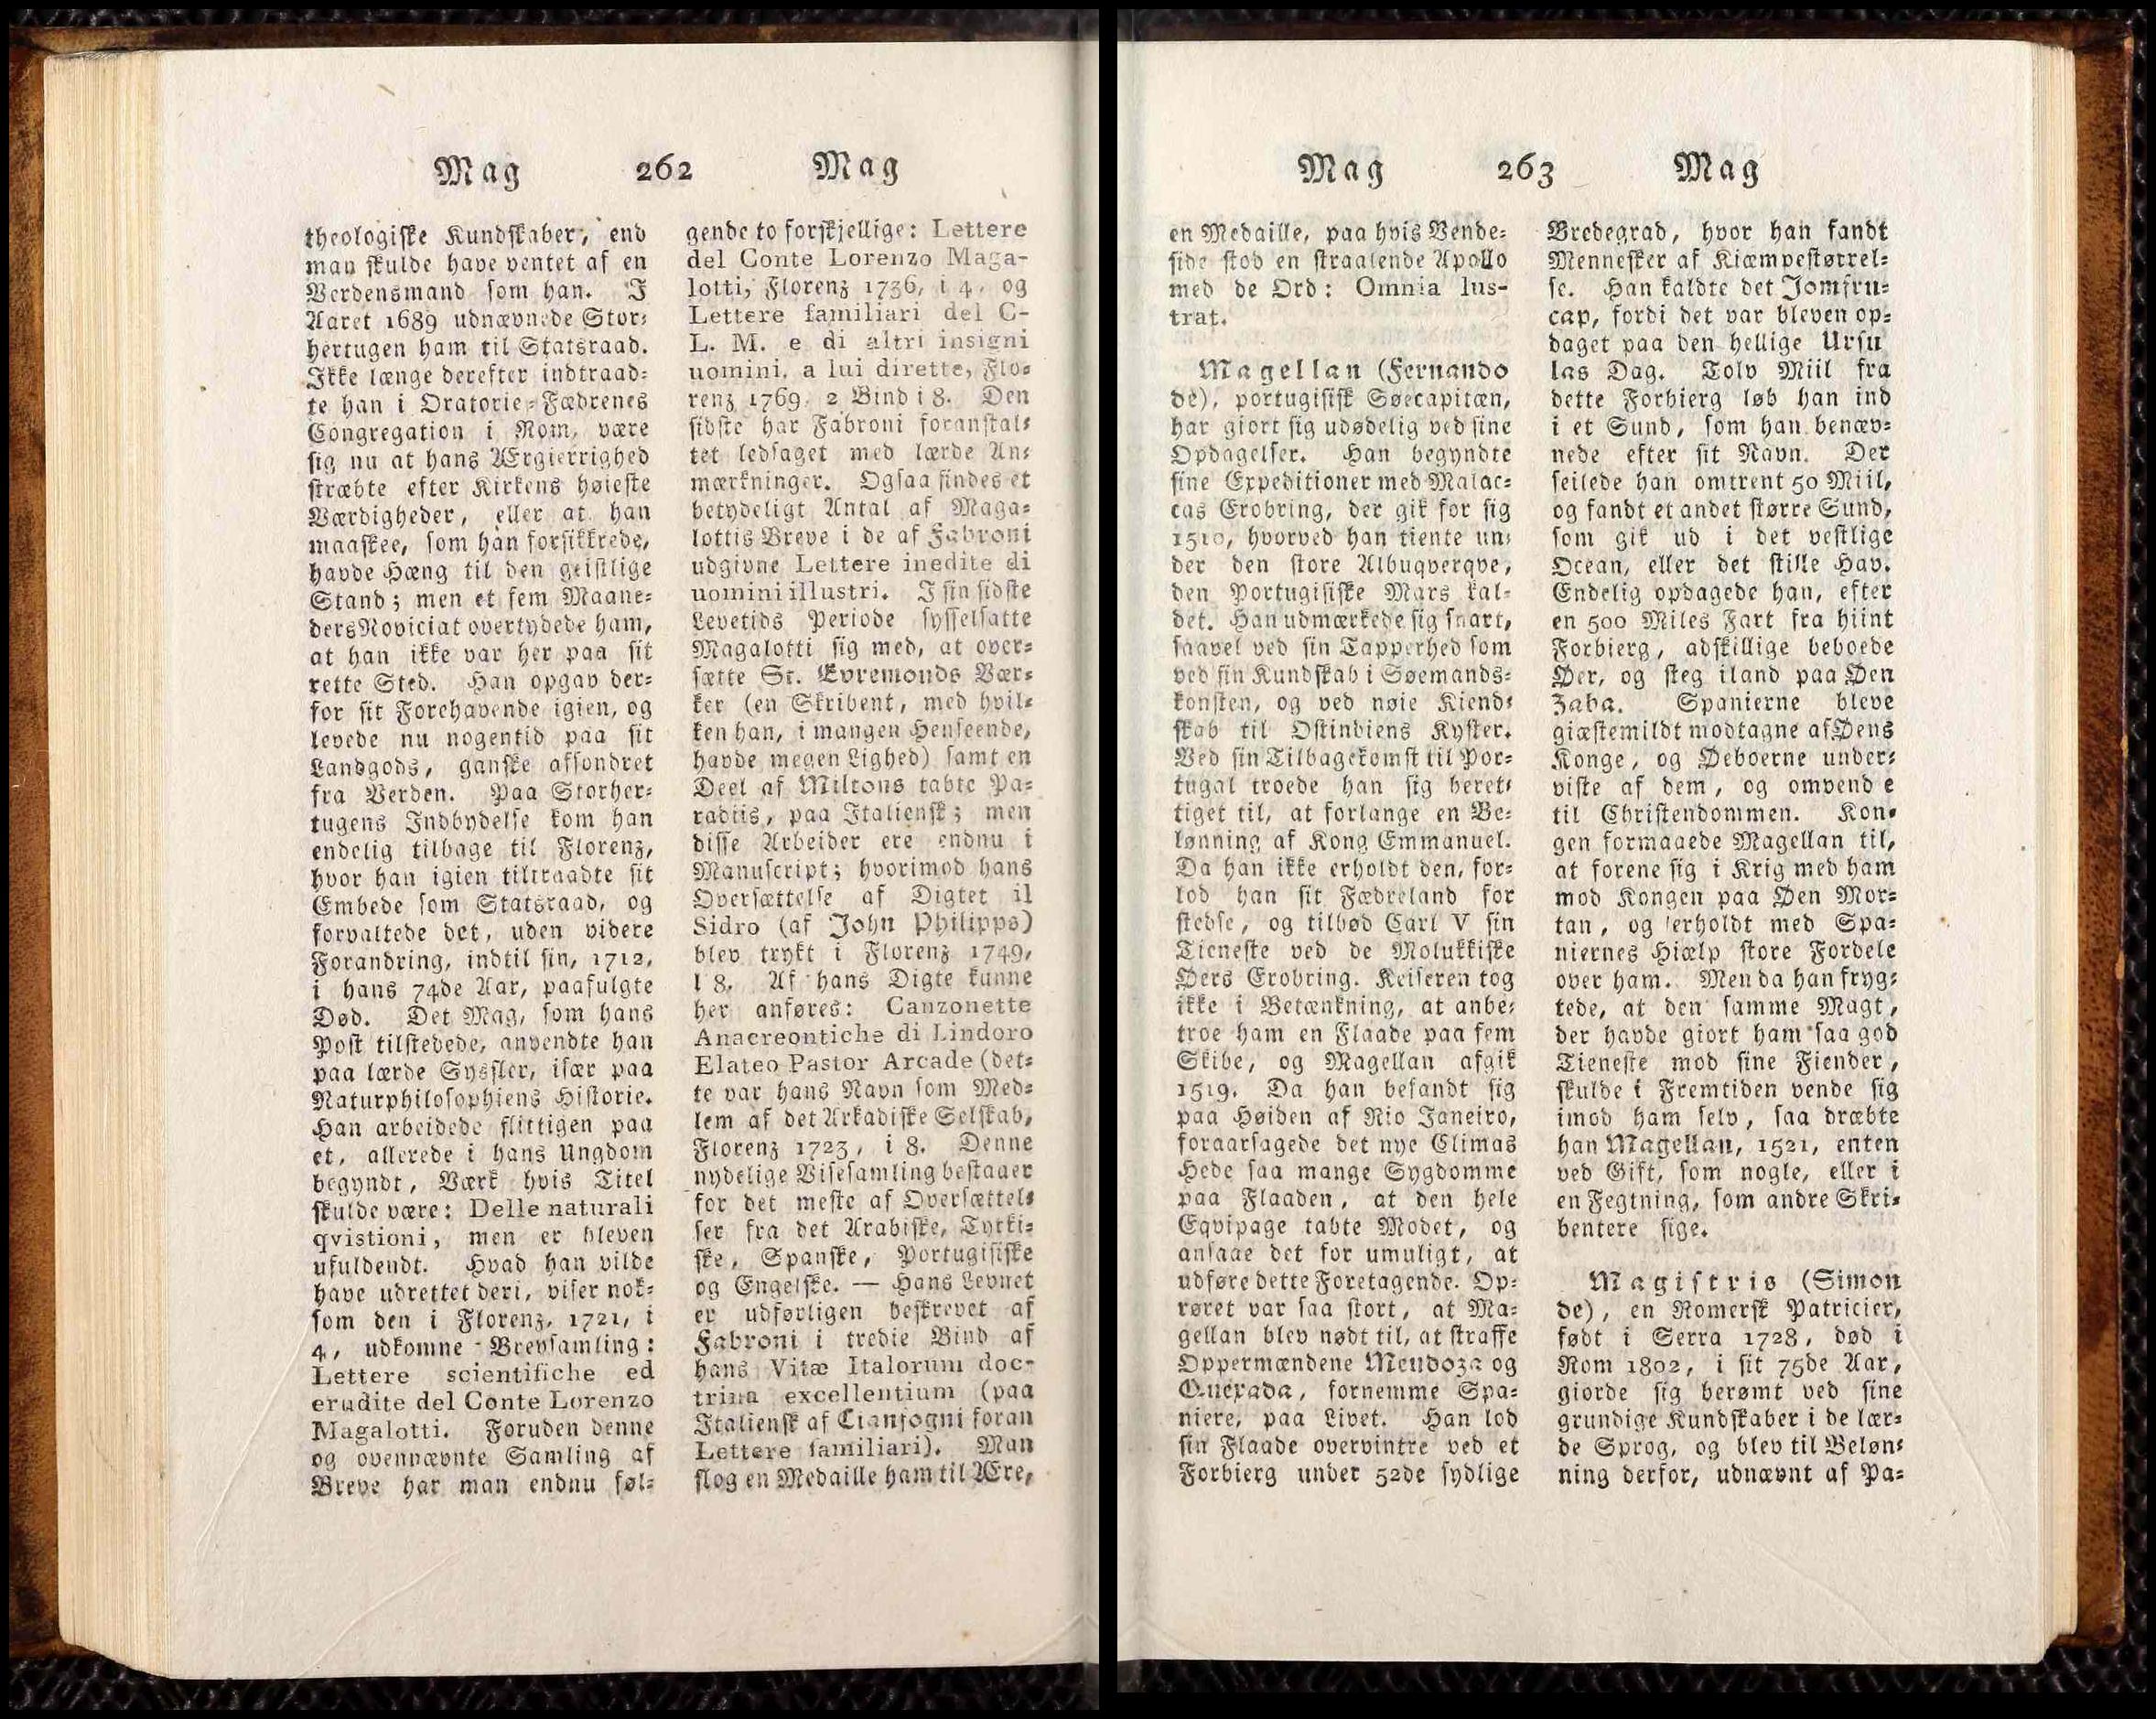 Mag 262 Mag
theologiske Kundskaber, end
man skulde have ventet af en
Verdensmand som han. I
Aaret 1689 udnævnede Stor-
hertugen ham til Statsraad.
Ikke længe derefter indtraad-
te han i Oratorie-Fædrenes
Congregation i Rom, være
sig nu at hans Ærgierrighed
stræbte efter Kirkens høieste
Værdigheder, eller at han
maaskee, som han forsikkrede,
havde Hæng til den geistlige
Stand; men et fem Maane-
ders Noviciat overtydede ham,
at han ikke var her paa sit
rette Sted. Han opgav der-
for sit Forehavende igien, og
levede nu nogentid paa sit
Landgods, ganske afsondret
fra Verden. Paa Storher-
tugens Indbydelse kom han
endelig tilbage til Florenz,
hvor han igien tiltraadte sit
Embede som Statsraad, og
forvaltede det, uden videre
Forandring, indtil sin, 1712,
i hans 74de Aar, paafulgte
Død. Det Mag, som hans
Post tilstedede, anvendte han
paa lærde Sysler, især paa
Naturphilosophiens Historie.
Han arbeidede flittigen paa
et, allerede i hans Ungdom
begyndt, Værk hvis Titel
skulde være: Delle naturali
qvistioni, men er bleven
ufuldendt. Hvad han vilde
have udrettet deri, viser nok-
som den i Florenz, 1721, i
4, udkomne Brevsamling:
Lettere scientifiche ed
erudite del Conte Lorenzo
Magalotti. Foruden denne
og ovennævnte Samling af
Breve har man endnu føl-
gende to forskjellige: Lettere
del Conte Lorenzo Maga-
lotti, Florenz 1736, i 4, og
Lettere familiari del C-
L. M. e di altri insigni
uomini, a lui dirette, Flo-
renz 1769, 2 Bind i 8. Den
sidste har Fabroni foranstal-
tet ledsaget med lærde An-
mærkninger. Ogsaa findes et
betydeligt Antal af Maga-
lottis Breve i de af Fabroni
udgivne Lettere inedite di
uomini illustri. I sin sidste
Levetids Periode sysselsatte
Magalotti sig med, at over-
sætte St. Evremonds Vær-
ker (en Skribent, med hvil-
ken han, i mangen Henseende,
havde megen Lighed) samt en
Deel af Miltons tabte Pa-
radiis, paa Italiensk; men
disse Arbeider ere endnu i
Manuscript; hvorimod hans
Oversættelse af Digtet il
Sidro (af John Philipps)
blev trykt i Florenz 1749,
i 8. Af hans Digte kunne
her anføres: Canzonette
Anacreontiche di Lindoro
Elateo Pastor Arcade (det-
te var hans Navn som Med-
lem af det Arkadiske Selskab,
Florenz 1723, i 8. Denne
nydelige Visesamling bestaaer
for det meste af Oversættel-
ser fra det Arabiske, Tyrki-
ske, Spanske, Portugisiske
og Engelske. — Hans Levnet
er udførligen beskrevet af
Fabroni i tredie Bind af
hans Vitæ Italorum doc-
trina excellentium (paa
Italiensk af Cianfogni foran
Lettere familiari). Man
slog en Medaille ham til Ære,
Mag 263 Mag
en Medaille, paa hvis Vende-
side stod en straalende Apollo
med de Ord: Omnia lus-
trat.
Magellan (Fernando
de), portugisisk Søecapitæn,
har giort sig udødelig ved sine
Opdagelser. Han begyndte
sine Expeditioner med Malac-
cas Erobring, der gik for sig
1510, hvorved han tiente un-
der den store Albuqverqve,
den Portugisiske Mars kal-
det. Han udmærkede sig snart,
saavel ved sin Tapperhed som
ved sin Kundskab i Søemands-
konsten, og ved nøie Kiend-
skab til Ostindiens Kyster.
Ved sin Tilbagekomst til Por-
tugal troede han sig beret-
tiget til, at forlange en Be-
lønning af Kong Emmanuel.
Da han ikke erholdt den, for-
lod han sit Fædreland for
stedse, og tilbød Carl V sin
Tieneste ved de Molukkiske
Øers Erobring. Keiseren tog
ikke i Betænkning, at anbe-
troe ham en Flaade paa fem
Skibe, og Magellan afgik
1519. Da han befandt sig
paa Høiden af Rio Janeiro,
foraarsagede det nye Climas
Hede saa mange Sygdomme
paa Flaaden, at den hele
Eqvipage tabte Modet, og
ansaae det for umuligt, at
udføre dette Foretagende. Op-
røret var saa stort, at Ma-
gellan blev nødt til, at straffe
Oppermændene Mendoza og
Quexada, fornemme Spa-
niere, paa Livet. Han lod
sin Flaade overvintre ved et
Forbierg under 52de sydlige
Bredegrad, hvor han fandt
Mennesker af Kiæmpestørrel-
se. Han kaldte det Jomfru-
cap, fordi det var bleven op-
daget paa den hellige Ursu
las Dag. Tolv Miil fra
dette Forbierg løb han ind
i et Sund, som han benæv-
nede efter sit Navn. Der
seilede han omtrent 50 Miil,
og fandt et andet større Sund,
som gik ud i det vestlige
Ocean, eller det stille Hav.
Endelig opdagede han, efter
en 500 Miles Fart fra hiint
Forbierg, adskillige beboede
Øer, og steg iland paa Øen
Zaba. Spanierne bleve
giæstemildt modtagne af Øens
Konge, og Øeboerne under-
viste af dem, og omvend e
til Christendommen. Kon-
gen formaaede Magellan til,
at forene sig i Krig med ham
mod Kongen paa Øen Mor-
tan, og erholdt med Spa-
niernes Hiælp store Fordele
over ham. Men da han fryg-
tede, at den samme Magt,
der havde giort ham saa god
Tieneste mod sine Fiender,
skulde i Fremtiden vende sig
imod ham selv, saa dræbte
han Magellan, 1521, enten
ved Gift, som nogle, eller i
en Fegtning, som andre Skri-
bentere sige.
Magistris (Simon
de), en Romersk Patricier,
født i Serra 1728, død i
Rom 1802, i sit 75de Aar,
giorde sig berømt ved sine
grundige Kundskaber i de lær-
de Sprog, og blev til Beløn-
ning derfor, udnævnt af Pa-